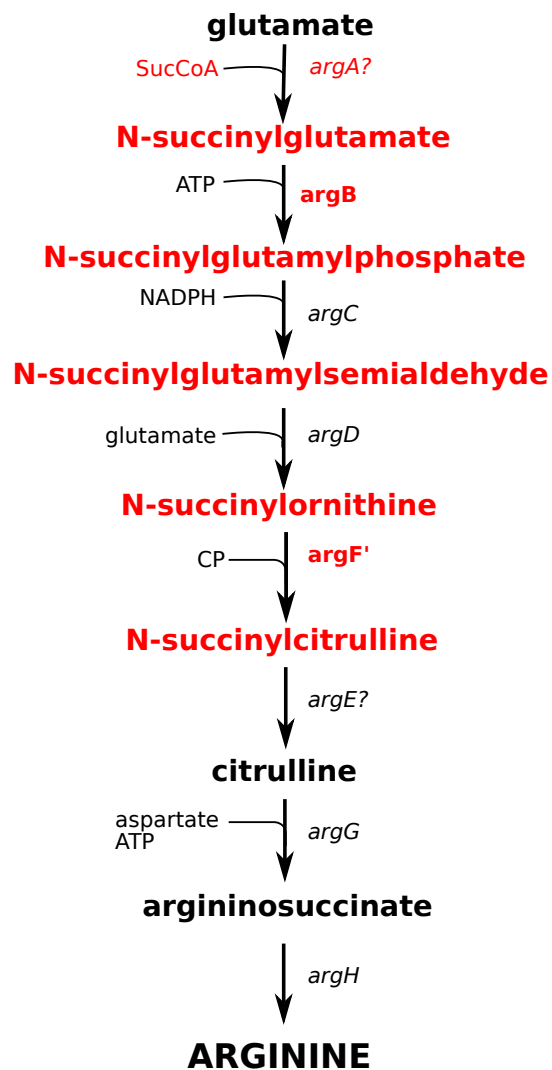 glutamate
SucCoA
argA?
N-succinylglutamate
ATP
argB
N-succinylglutamylphosphate
NADPH
argC
N-succinylglutamylsemialdehyde
glutamate
argD
N-succinylornithine
CP
argF'
N-succinylcitrulline
argE?
citrulline
aspartate
ATP
argG
argininosuccinate
argH
ARGININE